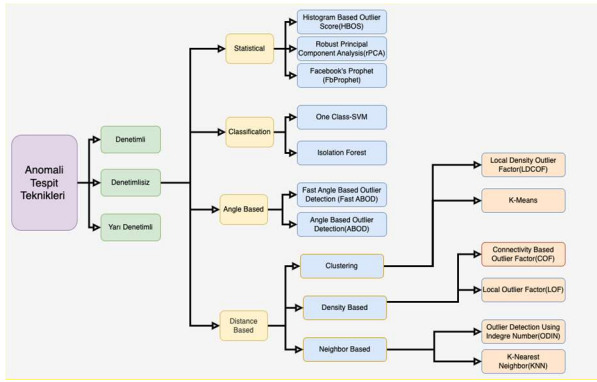 Anomali
Tespit
Teknikleri
Denetimli
Denetimlisiz
Yarı Denetimli
Statistical
Classification
Angle Based
Distance
Based
Histogram Based Outlier
Score(HBOS)
Robust Principal
Component Analysis(rPCA)
Facebook's Prophet
(FbProphet)
One Class-SVM
Isolation Forest
Fast Angle Based Outlier
Detection (Fast ABOD)
Angle Based Outlier
Detection(ABOD)
Clustering
Density Based
Neighbor Based
Local Density Outlier
Factor(LDCOF)
K-Means
Connectivity Based
Outlier Factor(COF)
Local Outlier Factor(LOF)
Outlier Detection Using
Indegre Number(ODIN)
K-Nearest
Neighbor(KNN)